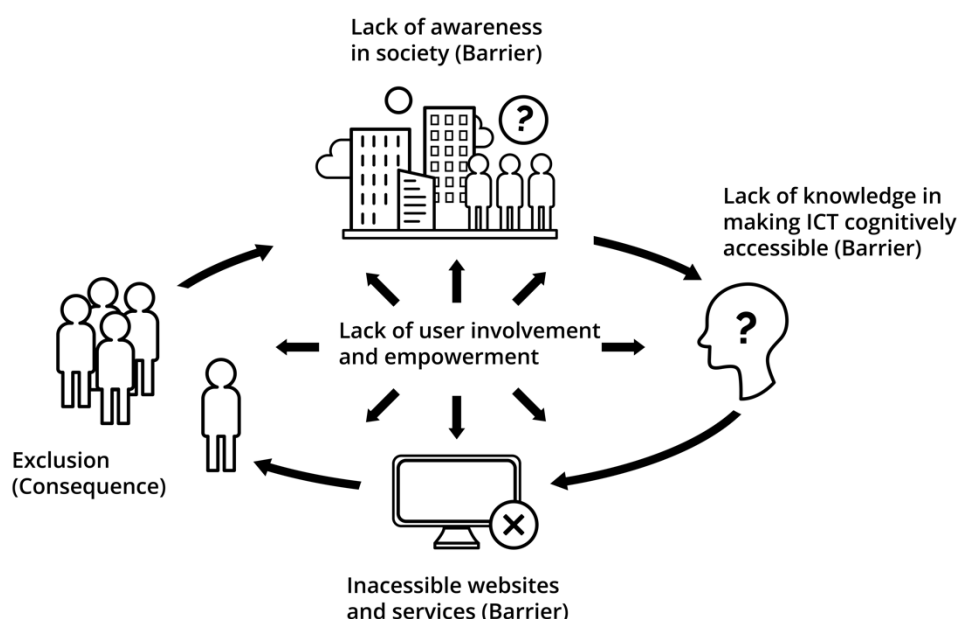 Lack of awareness
in society (Barrier)
?
Lack of knowledge in
making ICT cognitively
accessible (Barrier)
?
Lack of user involvement
and empowerment
Exclusion
(Consequence)
Inacessible websites
and services (Barrier)